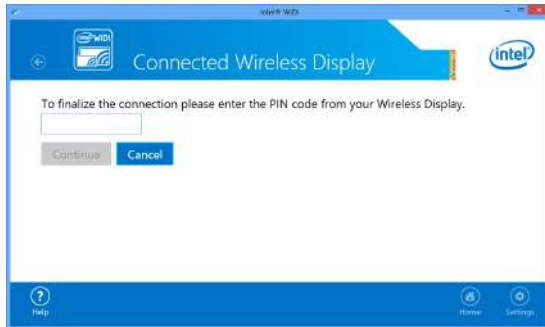 Intel® WiDi
intel WiDi
Connected Wireless Display
intel
To finalize the connection please enter the PIN code from your Wireless Display.
Continue
Cancel
?
Help
Home
Settings